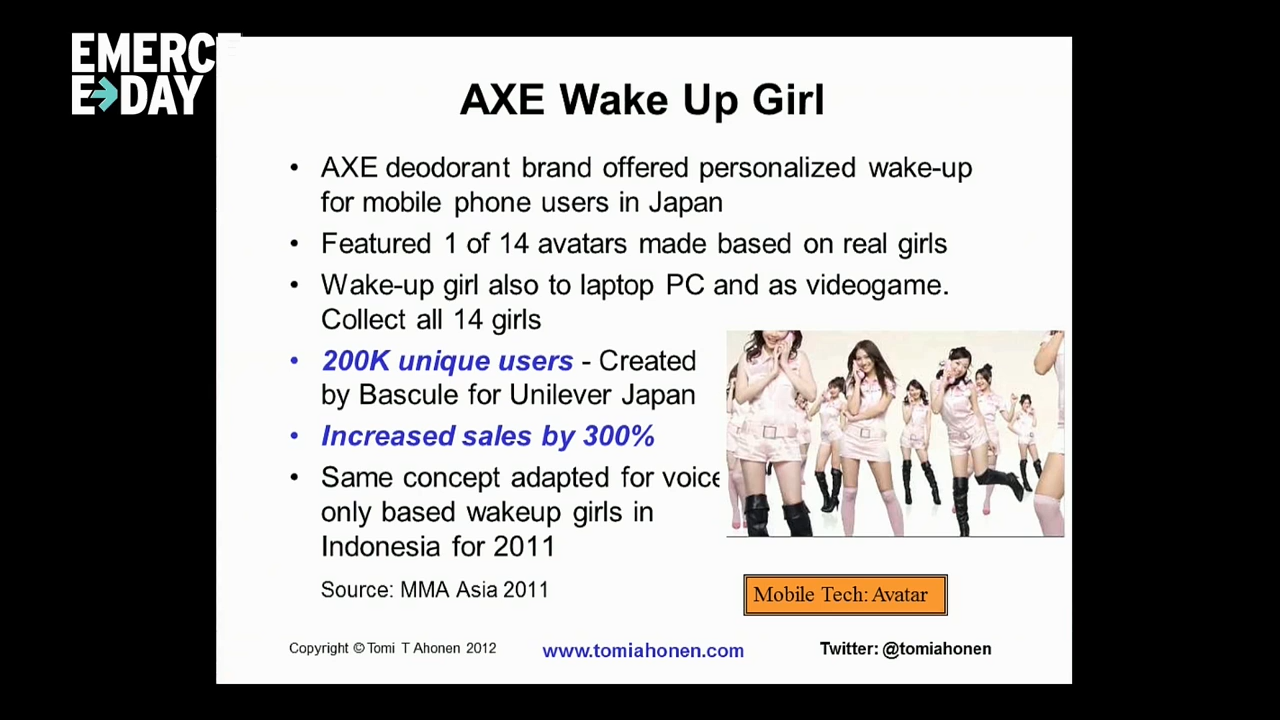 EMERCE
E→DAY
AXE Wake Up Girl
• AXE deodorant brand offered personalized wake-up
for mobile phone users in Japan
• Featured 1 of 14 avatars made based on real girls
• Wake-up girl also to laptop PC and as videogame.
Collect all 14 girls
• 200K unique users - Created
by Bascule for Unilever Japan
• Increased sales by 300%
• Same concept adapted for voice
only based wakeup girls in
Indonesia for 2011
Source: MMA Asia 2011
Mobile Tech: Avatar
Copyright © Tomi T Ahonen 2012
www.tomiahonen.com
Twitter: @tomiahonen